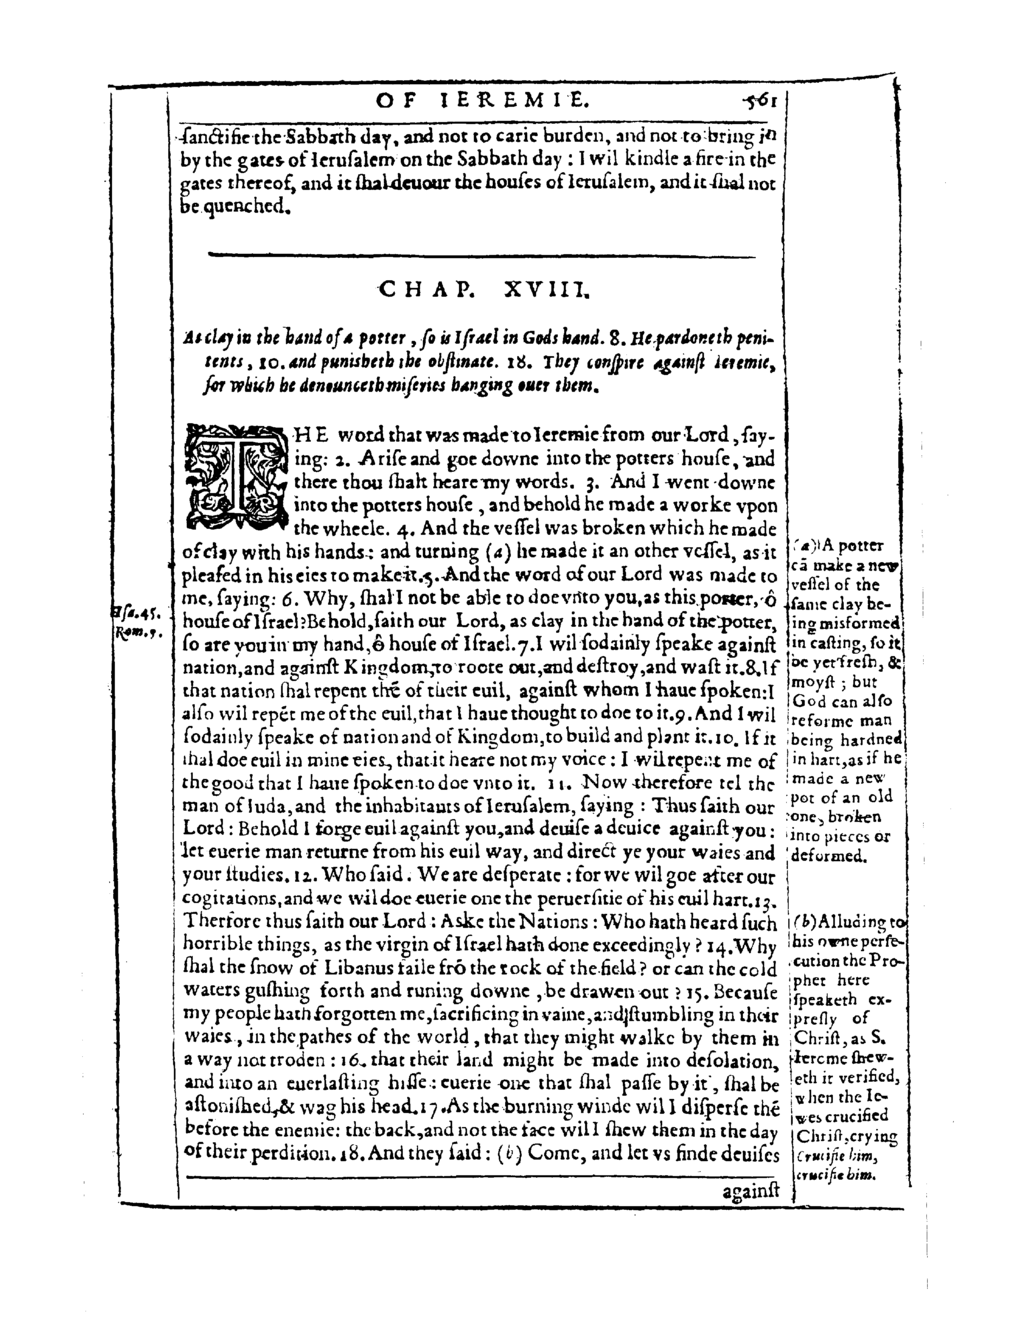 OF IEREMIE. 561
sanctifie the Sabbath day, and not to carie burden, and not to bring in
by the gates of Ierusalem on the Sabbath day : I wil kindle a fire in the
gates thereof, and it shal deuour the houses of Ierusalem, and it shal not
be quenched.
CHAP. XVIII.
As clay in the hand of a potter, so is Israel in Gods hand. 8. He pardoneth peni-
tents, 10. and punisheth the obstinate. 18. They conspire against Ieremie,
for which he denounceth miseries hanging ouer them.
THE word that was made to Ieremie from our Lord, say-
ing: 2. Arise and goe downe into the potters house, and
there thou shalt heare my words. 3. And I went downe
into the potters house, and behold he made a worke vpon
the wheele. 4. And the vessel was broken which he made
of clay with his hands: and turning (a) he made it an other vessel, as it
pleased in his eies to make it. 5. And the word of our Lord was made to
me, saying: 6. Why, shal I not be able to doe vnto you, as this potter, ô
house of Israel? Behold, saith our Lord, as clay in the hand of the potter,
so are you in my hand, ô house of Israel. 7. I wil sodainly speake against
nation, and against Kingdom, to roote out, and destroy, and wast it. 8. If
that nation shal repent thē of their euil, against whom I haue spoken: I
also wil repēt me of the euil, that I haue thought to doe to it. 9. And I wil
sodainly speake of nation and of Kingdom, to build and plant it. 10. If it
shal doe euil in mine eies, that it heare not my voice : I wil repent me of
the good that I haue spoken to doe vnto it. 11. Now therefore tel the
man of Iuda, and the inhabitants of Ierusalem, saying : Thus saith our
Lord : Behold I forge euil against you, and deuise a deuice against you :
let euerie man returne from his euil way, and direct ye your waies and
your studies. 12. Who said. We are desperate : for we wil goe after our
cogitations, and we wil doe euerie one the peruersitie of his euil hart. 13.
Therfore thus saith our Lord : Aske the Nations : Who hath heard such
horrible things, as the virgin of Israel hath done exceedingly ? 14. Why
shal the snow of Libanus faile frō the rock of the field ? or can the cold
waters gushing forth and runing downe, be drawen out ? 15. Because
my people hath forgotten me, sacrificing in vaine, and stumbling in their
waies, in the pathes of the world, that they might walke by them in
a way not troden : 16. that their land might be made into desolation,
and into an euerlasting hisse : euerie one that shal passe by it, shal be
astonished, & wag his head. 17. As the burning winde wil I disperse thē
before the enemie: the back, and not the face wil I shew them in the day
of their perdition. 18. And they said : (b) Come, and let vs finde deuises
against
Isa. 45.
Rom. 9.
(a) A potter
cā make a new
vessel of the
same clay be-
ing misformed
in casting, so it
be yet fresh, &
moyst ; but
God can also
reforme man
being hardned
in hart, as if he
made a new
pot of an old
one, broken
into pieces or
deformed.
(b) Alluding to
his owne perse-
cution the Pro-
phet here
speaketh ex-
presly of
Christ, as S.
Ierome shew-
eth it verified,
when the Ie-
wes crucified
Christ, crying
Crucifie him,
crucifie him.